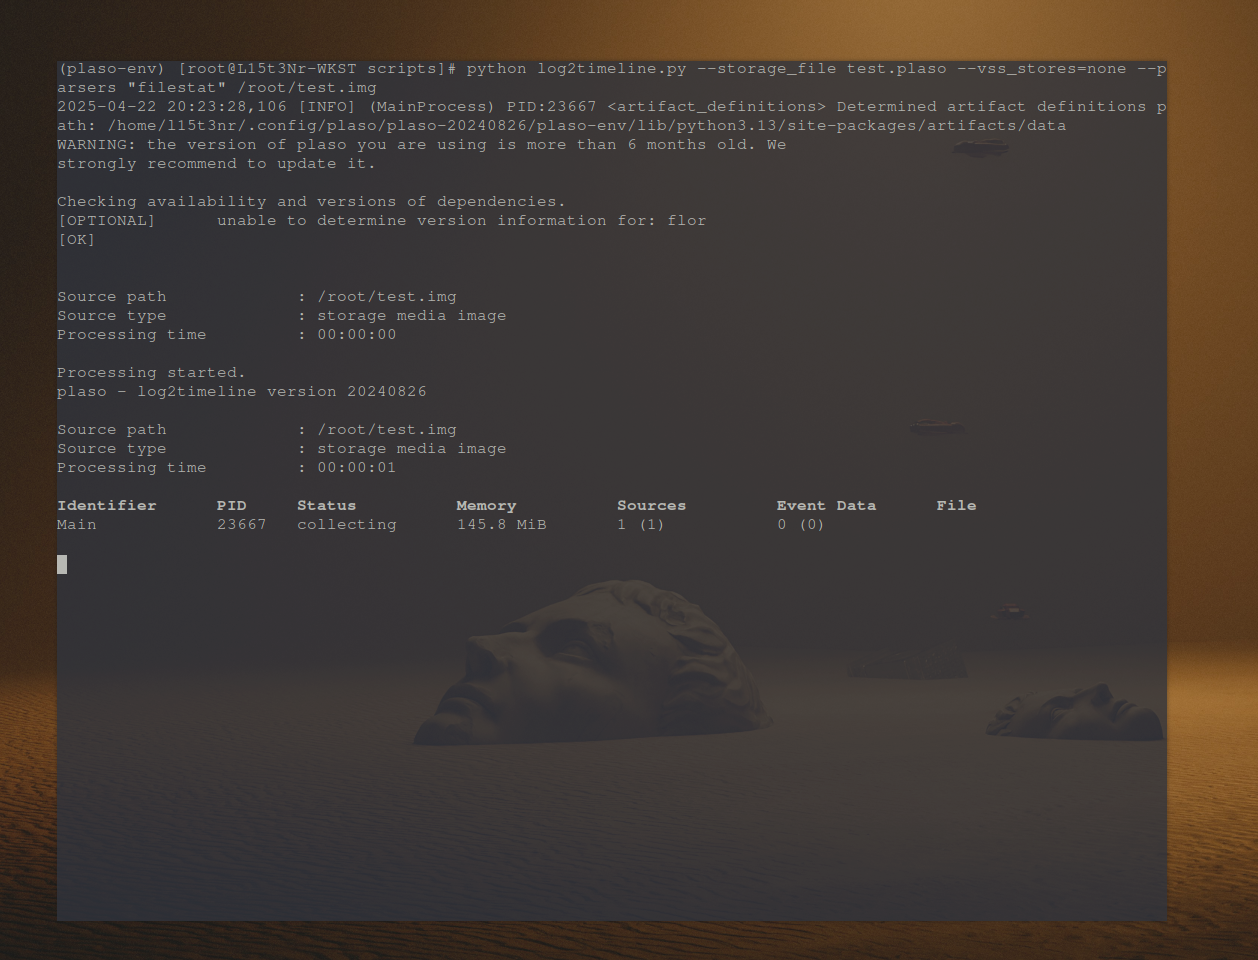 (plaso-env) [root@L15t3Nr-WKST scripts]# python log2timeline.py --storage_file test.plaso --vss_stores=none --p
arsers "filestat" /root/test.img
2025-04-22 20:23:28,106 [INFO] (MainProcess) PID:23667 <artifact_definitions> Determined artifact definitions p
ath: /home/l15t3nr/.config/plaso/plaso-20240826/plaso-env/lib/python3.13/site-packages/artifacts/data
WARNING: the version of plaso you are using is more than 6 months old. We
strongly recommend to update it.
Checking availability and versions of dependencies.
[OPTIONAL]      unable to determine version information for: flor
[OK]
Source path             : /root/test.img
Source type             : storage media image
Processing time         : 00:00:00
Processing started.
plaso - log2timeline version 20240826
Source path             : /root/test.img
Source type             : storage media image
Processing time         : 00:00:01
Identifier      PID     Status          Memory          Sources         Event Data      File
Main            23667   collecting      145.8 MiB       1 (1)           0 (0)